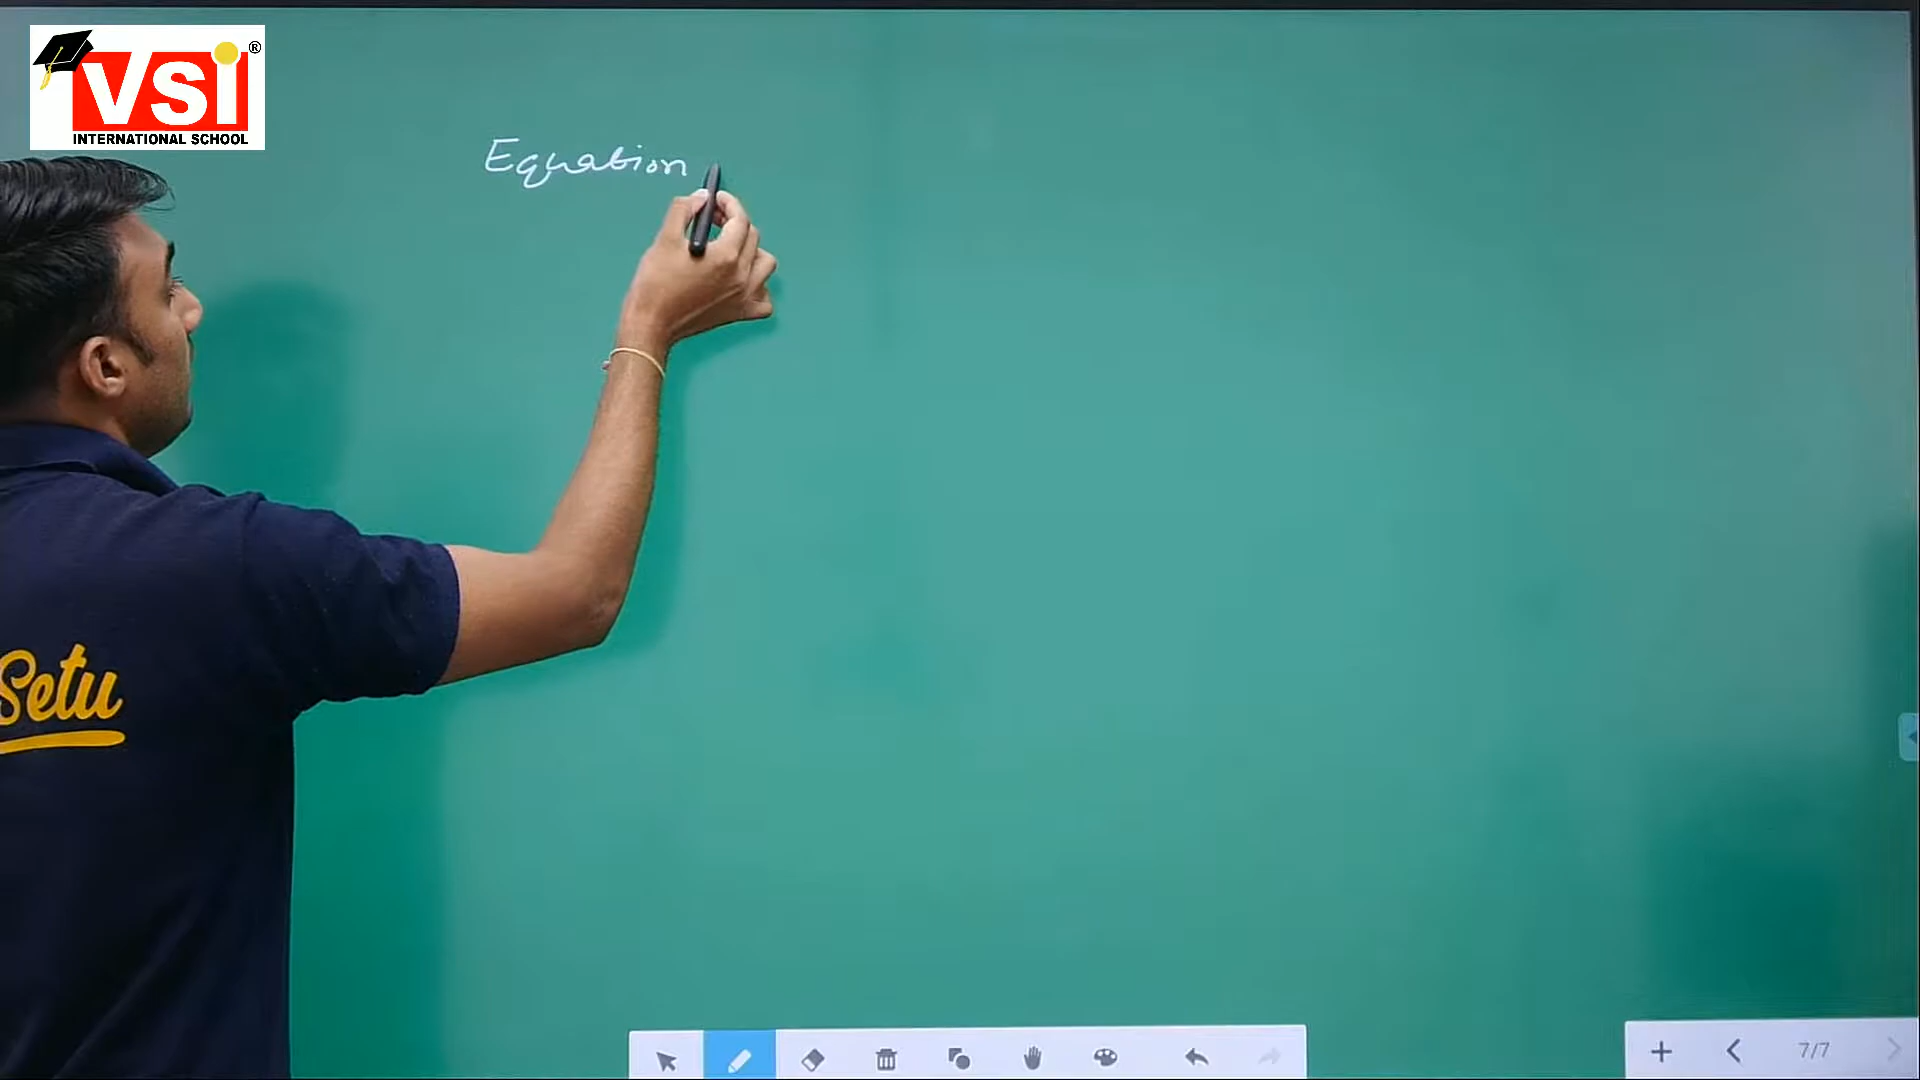 VSI ®
INTERNATIONAL SCHOOL
Equation
Setu
7/7